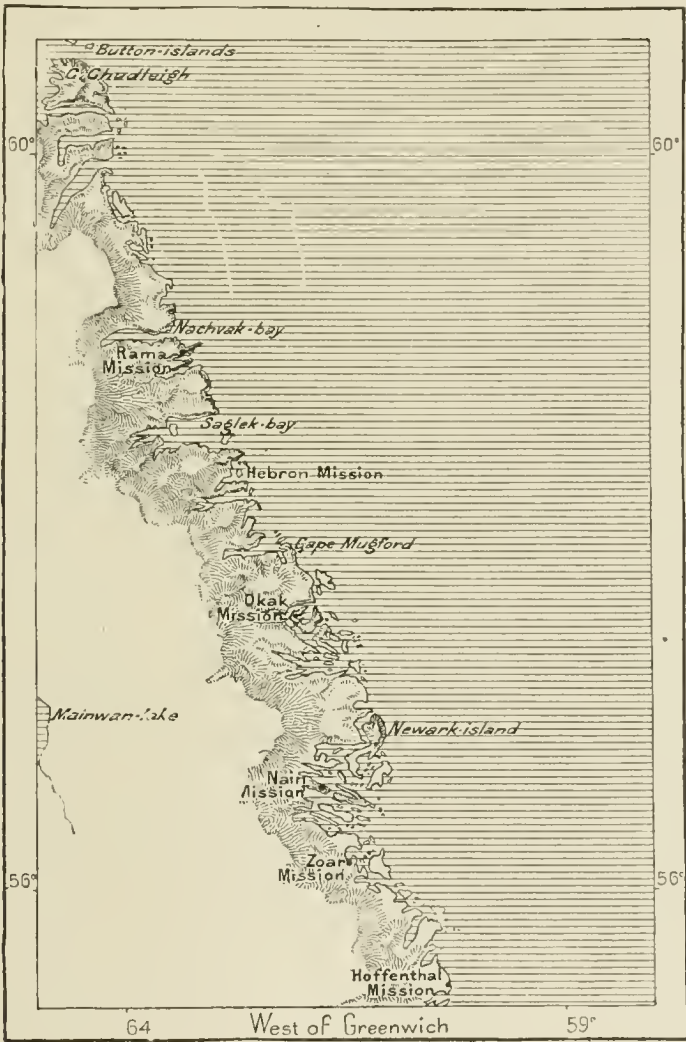 Button-islands
C. Chudleigh
60° 60°
Nachvak-bay
Rama
Mission
Saglek-bay
Hebron Mission
Cape Mugford
Okak
Mission
Mainwan-lake
Newark-island
Nain
Mission
Zoar
Mission
56° 56°
Hoffenthal
Mission
64 West of Greenwich 59°